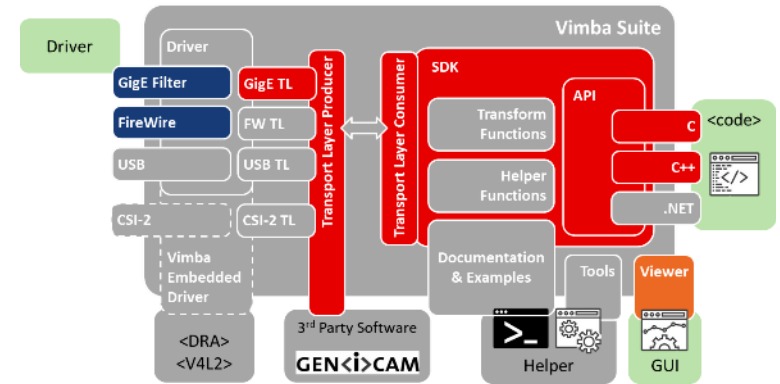 Vimba Suite
Driver
Driver
SDK
GigE Filter
GigE TL
API
FireWire
FW TL
Transport Layer Producer
Transport Layer Consumer
Transform
Functions
C
<code>
</>
USB
USB TL
Helper
Functions
C++
CSI-2
CSI-2 TL
.NET
Vimba
Embedded
Driver
Documentation
& Examples
Tools
Viewer
<DRA>
<V4L2>
3rd Party Software
GEN<i>CAM
>_
Helper
GUI